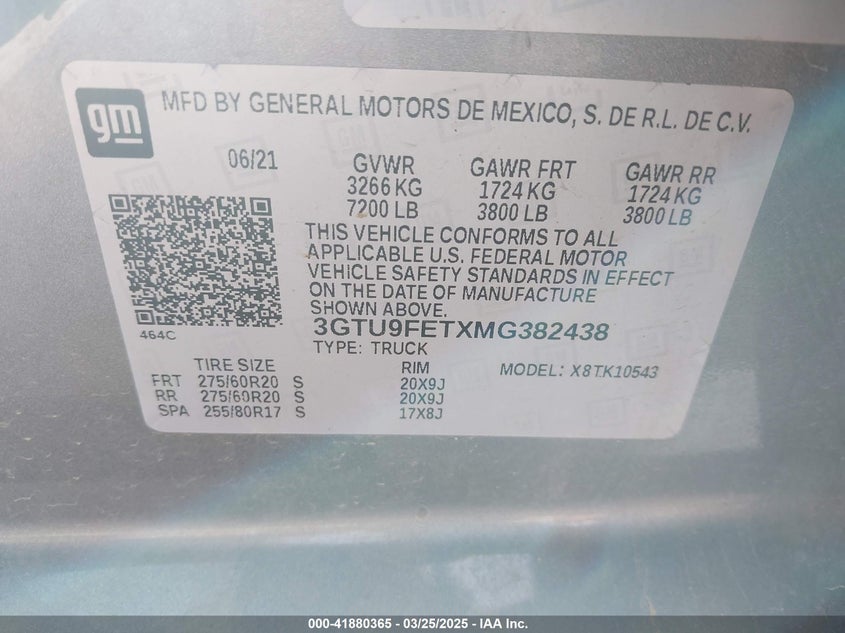 gm
MFD BY GENERAL MOTORS DE MEXICO, S. DE R.L. DE C.V.
06/21 GVWR GAWR FRT GAWR RR
3266 KG 1724 KG 1724 KG
7200 LB 3800 LB 3800 LB
THIS VEHICLE CONFORMS TO ALL
APPLICABLE U.S. FEDERAL MOTOR
VEHICLE SAFETY STANDARDS IN EFFECT
ON THE DATE OF MANUFACTURE
SHOWN ABOVE.
464C
3GTU9FETXMG382438
TYPE: TRUCK
TIRE SIZE RIM MODEL: X8TK10543
FRT 275/60R20 S 20X9J
RR 275/60R20 S 20X9J
SPA 255/80R17 S 17X8J
000-41880365 / 03/25/2025 - IAA Inc.